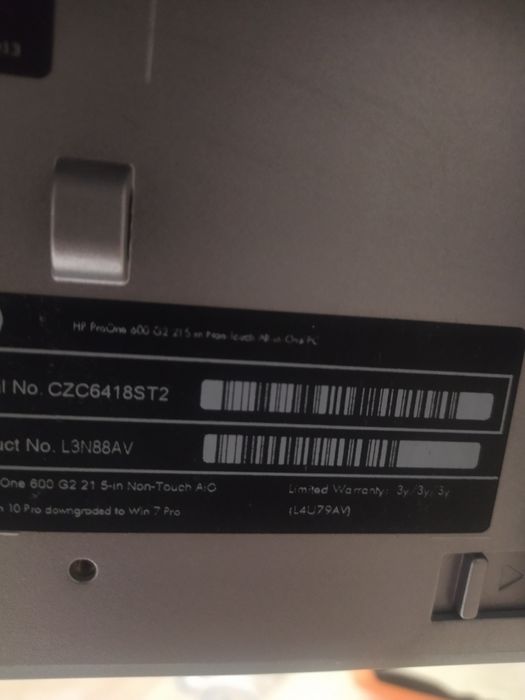 13
HP ProOne 600 G2 21.5 in Non-Touch All in One PC
al No. CZC6418ST2
uct No. L3N88AV
One 600 G2 21 5-in Non-Touch AiO
Limited Warranty: 3y/3y/3y
10 Pro downgraded to Win 7 Pro
(L4U79AV)